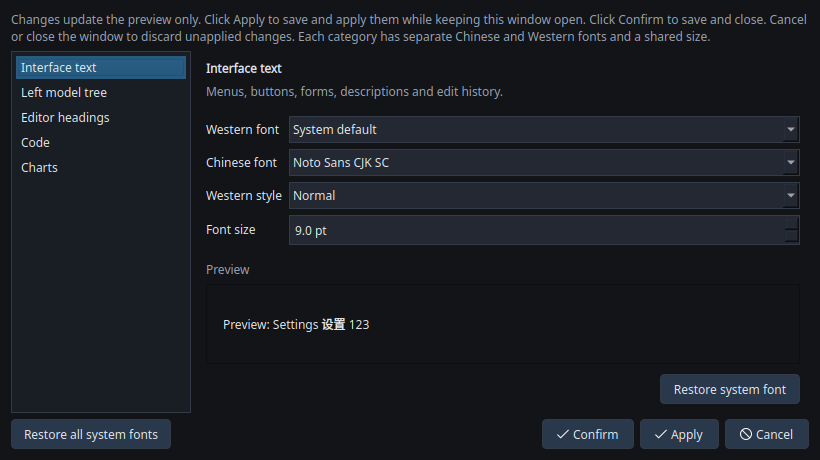 Changes update the preview only. Click Apply to save and apply them while keeping this window open. Click Confirm to save and close. Cancel
or close the window to discard unapplied changes. Each category has separate Chinese and Western fonts and a shared size.
Interface text
Left model tree
Editor headings
Code
Charts
Interface text
Menus, buttons, forms, descriptions and edit history.
Western font System default
Chinese font Noto Sans CJK SC
Western style Normal
Font size 9.0 pt
Preview
Preview: Settings 设置 123
Restore system font
Restore all system fonts
Confirm
Apply
Cancel